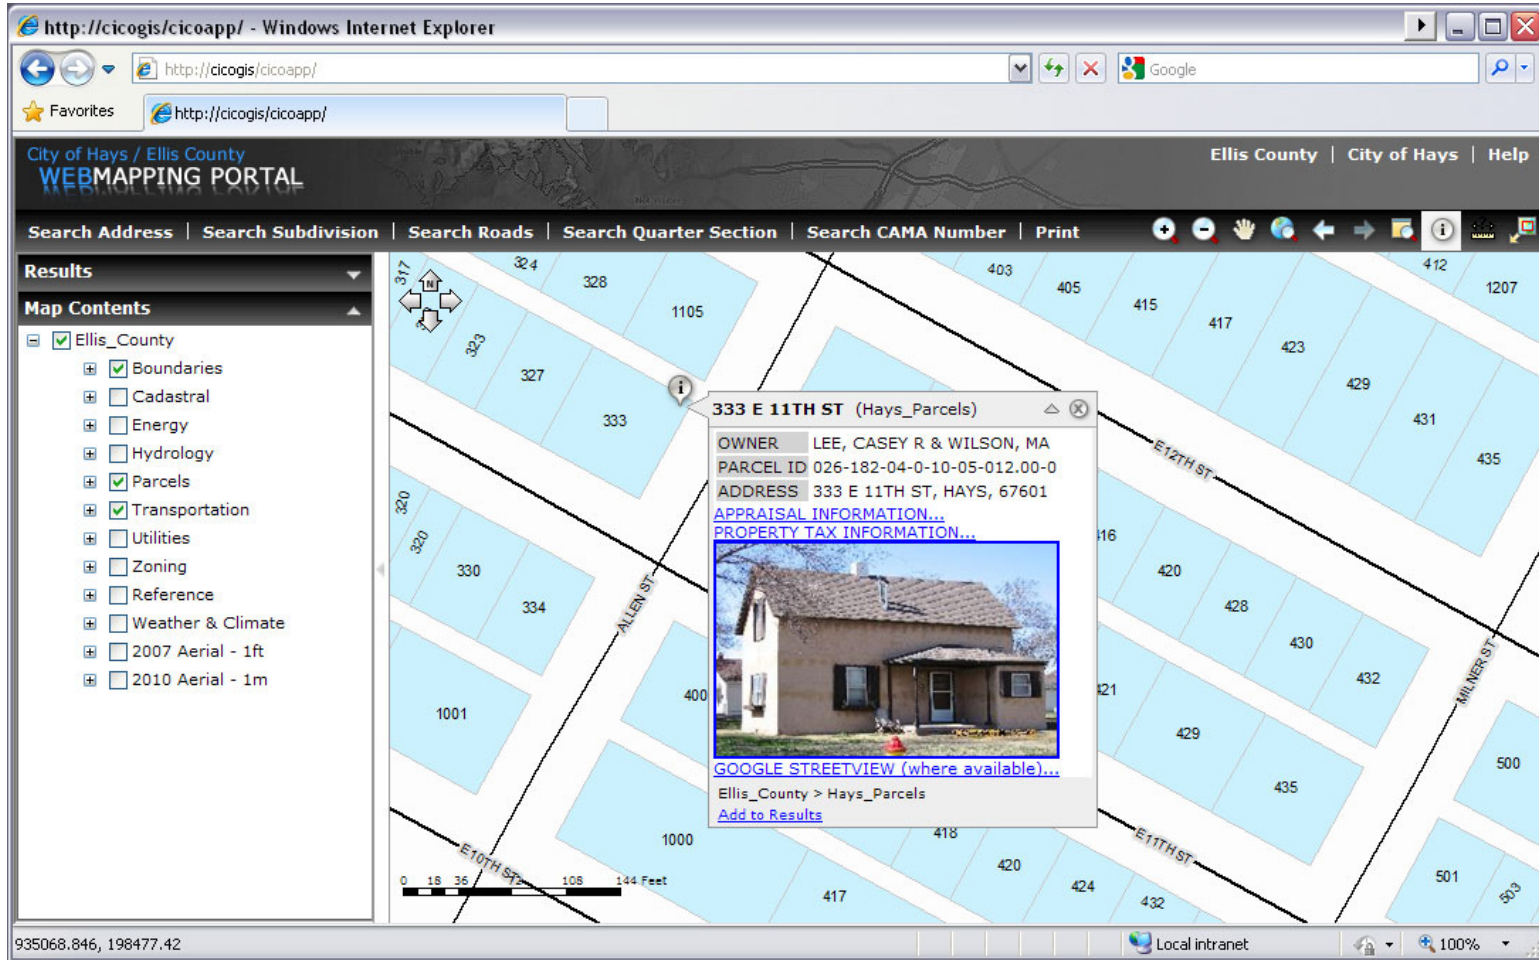 http://cicogis/cicoapp/ - Windows Internet Explorer
http://cicogis/cicoapp/
Google
Favorites
http://cicogis/cicoapp/
City of Hays / Ellis County
WEBMAPPING PORTAL
Ellis County | City of Hays | Help
Search Address | Search Subdivision | Search Roads | Search Quarter Section | Search CAMA Number | Print
Results
Map Contents
Ellis_County
Boundaries
Cadastral
Energy
Hydrology
Parcels
Transportation
Utilities
Zoning
Reference
Weather & Climate
2007 Aerial - 1ft
2010 Aerial - 1m
317
324
328
1105
N
323
327
333
403
405
415
417
423
429
431
435
412
1207
E 12TH ST
333 E 11TH ST (Hays_Parcels)
OWNER LEE, CASEY R & WILSON, MA
PARCEL ID 026-182-04-0-10-05-012.00-0
ADDRESS 333 E 11TH ST, HAYS, 67601
APPRAISAL INFORMATION...
PROPERTY TAX INFORMATION...
GOOGLE STREETVIEW (where available)...
Ellis_County > Hays_Parcels
Add to Results
320
320
330
334
ALLEN ST
400
1001
1000
E 10TH ST
416
420
428
430
432
MILNER ST
421
429
435
500
E 11TH ST
418
420
424
432
417
501
503
0 18 36 72 108 144 Feet
935068.846, 198477.42
Local intranet
100%